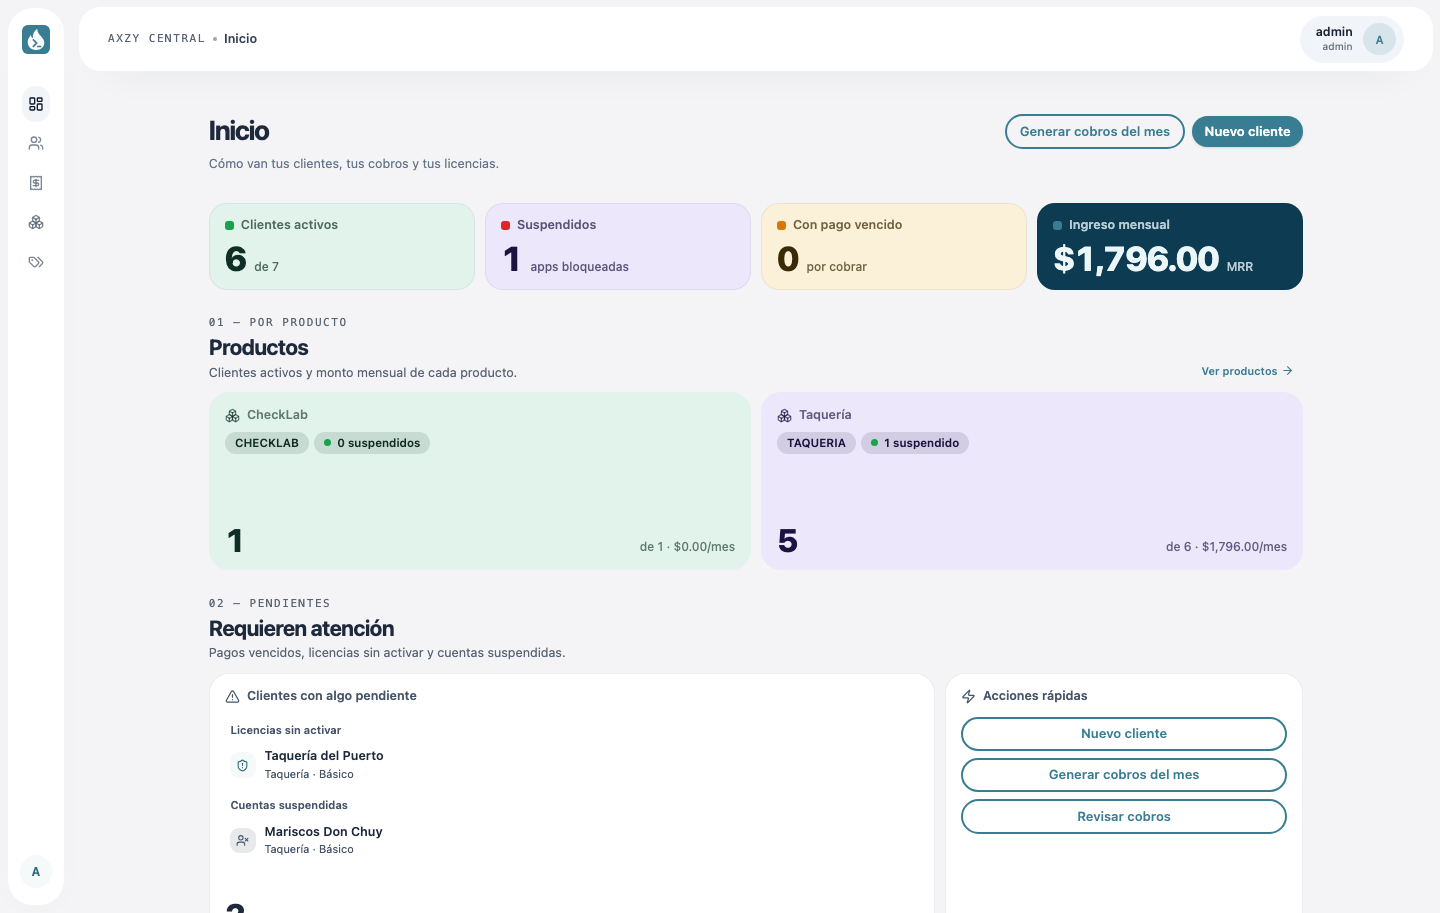 AXZY CENTRAL • Inicio
admin
admin
A
Inicio
Generar cobros del mes
Nuevo cliente
Cómo van tus clientes, tus cobros y tus licencias.
Clientes activos
6 de 7
Suspendidos
1 apps bloqueadas
Con pago vencido
0 por cobrar
Ingreso mensual
$1,796.00 MRR
01 — POR PRODUCTO
Productos
Clientes activos y monto mensual de cada producto.
Ver productos →
CheckLab
CHECKLAB
0 suspendidos
1
de 1 · $0.00/mes
Taquería
TAQUERIA
1 suspendido
5
de 6 · $1,796.00/mes
02 — PENDIENTES
Requieren atención
Pagos vencidos, licencias sin activar y cuentas suspendidas.
Clientes con algo pendiente
Licencias sin activar
Taquería del Puerto
Taquería · Básico
Cuentas suspendidas
Mariscos Don Chuy
Taquería · Básico
Acciones rápidas
Nuevo cliente
Generar cobros del mes
Revisar cobros
A